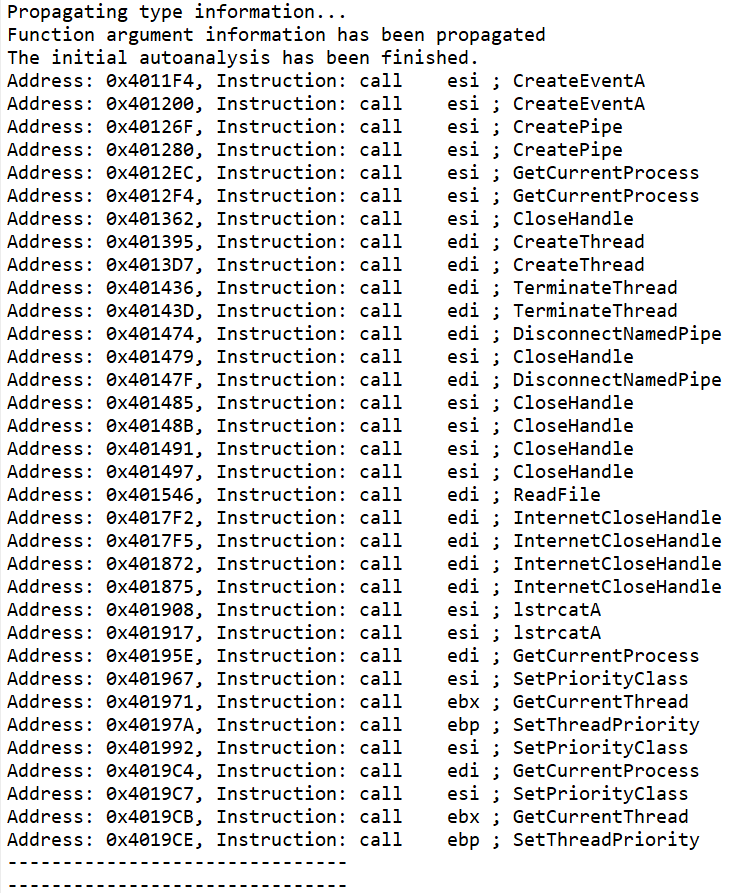 Propagating type information...
Function argument information has been propagated
The initial autoanalysis has been finished.
Address: 0x4011F4, Instruction: call    esi ; CreateEventA
Address: 0x401200, Instruction: call    esi ; CreateEventA
Address: 0x40126F, Instruction: call    esi ; CreatePipe
Address: 0x401280, Instruction: call    esi ; CreatePipe
Address: 0x4012EC, Instruction: call    esi ; GetCurrentProcess
Address: 0x4012F4, Instruction: call    esi ; GetCurrentProcess
Address: 0x401362, Instruction: call    esi ; CloseHandle
Address: 0x401395, Instruction: call    edi ; CreateThread
Address: 0x4013D7, Instruction: call    edi ; CreateThread
Address: 0x401436, Instruction: call    edi ; TerminateThread
Address: 0x40143D, Instruction: call    edi ; TerminateThread
Address: 0x401474, Instruction: call    edi ; DisconnectNamedPipe
Address: 0x401479, Instruction: call    esi ; CloseHandle
Address: 0x40147F, Instruction: call    edi ; DisconnectNamedPipe
Address: 0x401485, Instruction: call    esi ; CloseHandle
Address: 0x40148B, Instruction: call    esi ; CloseHandle
Address: 0x401491, Instruction: call    esi ; CloseHandle
Address: 0x401497, Instruction: call    esi ; CloseHandle
Address: 0x401546, Instruction: call    edi ; ReadFile
Address: 0x4017F2, Instruction: call    edi ; InternetCloseHandle
Address: 0x4017F5, Instruction: call    edi ; InternetCloseHandle
Address: 0x401872, Instruction: call    edi ; InternetCloseHandle
Address: 0x401875, Instruction: call    edi ; InternetCloseHandle
Address: 0x401908, Instruction: call    esi ; lstrcatA
Address: 0x401917, Instruction: call    esi ; lstrcatA
Address: 0x40195E, Instruction: call    edi ; GetCurrentProcess
Address: 0x401967, Instruction: call    esi ; SetPriorityClass
Address: 0x401971, Instruction: call    ebx ; GetCurrentThread
Address: 0x40197A, Instruction: call    ebp ; SetThreadPriority
Address: 0x401992, Instruction: call    esi ; SetPriorityClass
Address: 0x4019C4, Instruction: call    edi ; GetCurrentProcess
Address: 0x4019C7, Instruction: call    esi ; SetPriorityClass
Address: 0x4019CB, Instruction: call    ebx ; GetCurrentThread
Address: 0x4019CE, Instruction: call    ebp ; SetThreadPriority
-------------------------------
-------------------------------